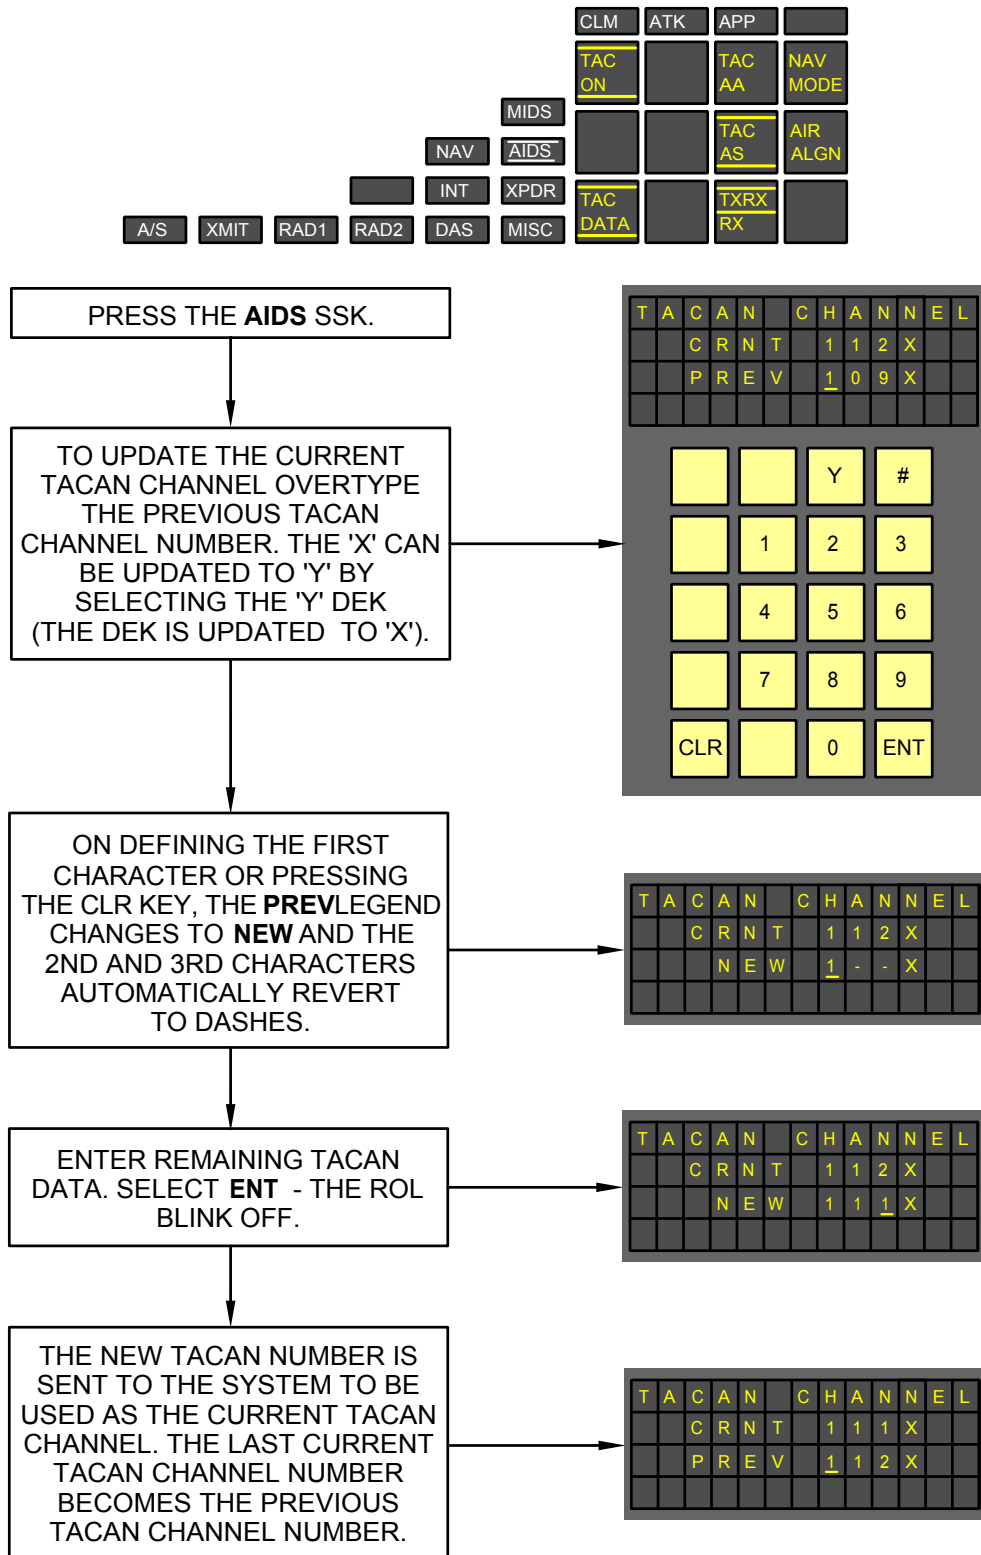 CLM ATK APP
TAC ON TAC AA NAV MODE
MIDS
NAV AIDS TAC AS AIR ALGN
INT XPDR TAC DATA TXRX RX
A/S XMIT RAD1 RAD2 DAS MISC
PRESS THE AIDS SSK.
TACAN CHANNEL
CRNT 112X
PREV 109X
TO UPDATE THE CURRENT
TACAN CHANNEL OVERTYPE
THE PREVIOUS TACAN
CHANNEL NUMBER. THE 'X' CAN
BE UPDATED TO 'Y' BY
SELECTING THE 'Y' DEK
(THE DEK IS UPDATED TO 'X').
Y #
1 2 3
4 5 6
7 8 9
CLR 0 ENT
ON DEFINING THE FIRST
CHARACTER OR PRESSING
THE CLR KEY, THE PREVLEGEND
CHANGES TO NEW AND THE
2ND AND 3RD CHARACTERS
AUTOMATICALLY REVERT
TO DASHES.
TACAN CHANNEL
CRNT 112X
NEW 1--X
ENTER REMAINING TACAN
DATA. SELECT ENT - THE ROL
BLINK OFF.
TACAN CHANNEL
CRNT 112X
NEW 111X
THE NEW TACAN NUMBER IS
SENT TO THE SYSTEM TO BE
USED AS THE CURRENT TACAN
CHANNEL. THE LAST CURRENT
TACAN CHANNEL NUMBER
BECOMES THE PREVIOUS
TACAN CHANNEL NUMBER.
TACAN CHANNEL
CRNT 111X
PREV 112X